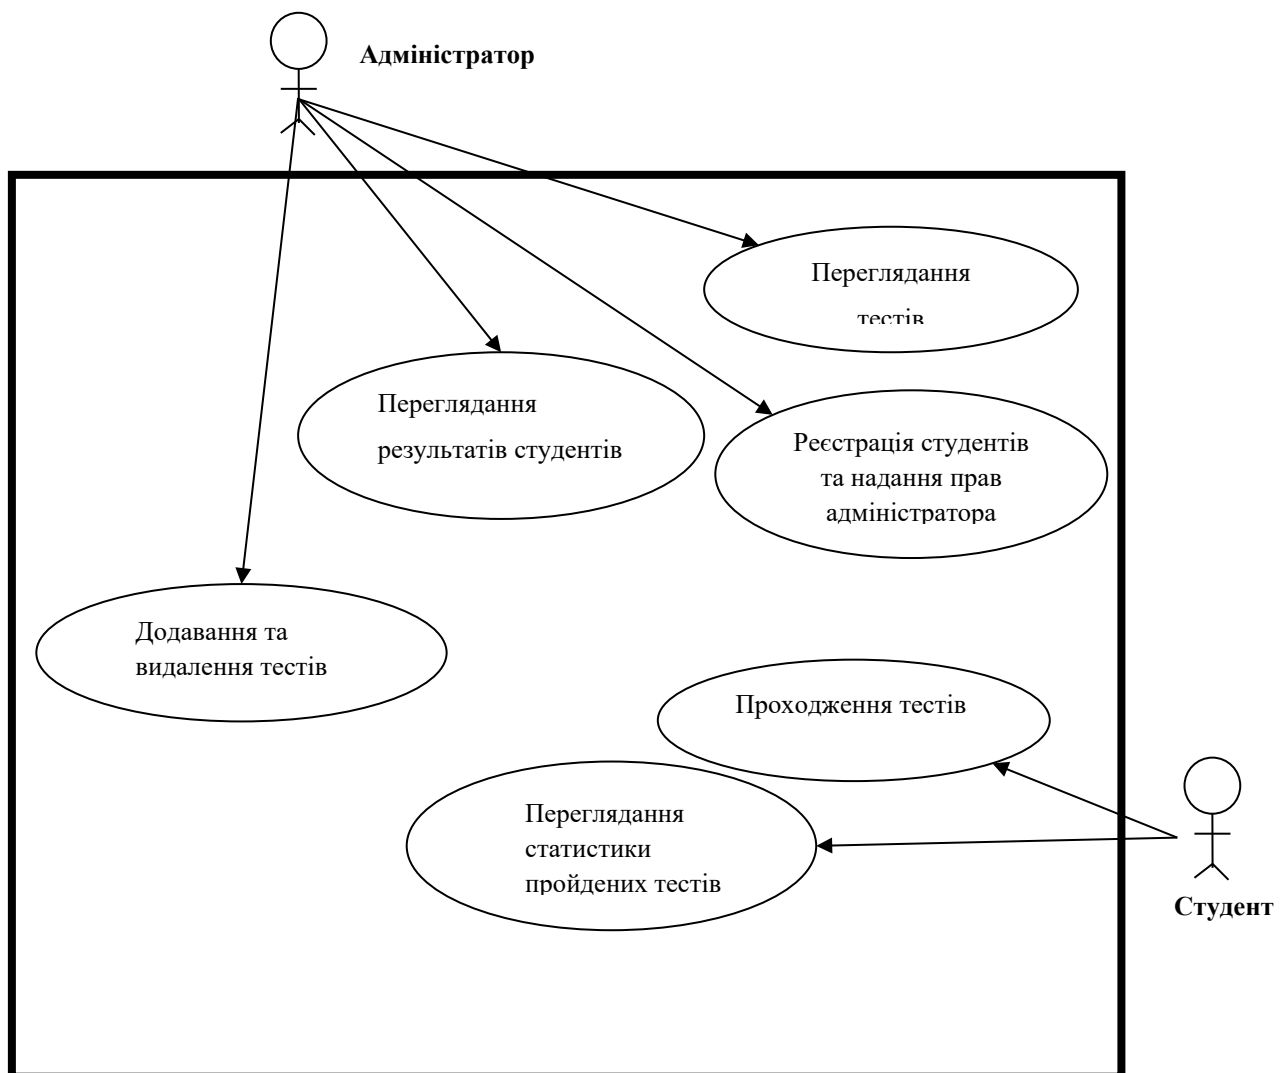 Адміністратор
Переглядання
тестів
Переглядання
результатів студентів
Реєстрація студентів
та надання прав
адміністратора
Додавання та
видалення тестів
Проходження тестів
Переглядання
статистики
пройдених тестів
Студент